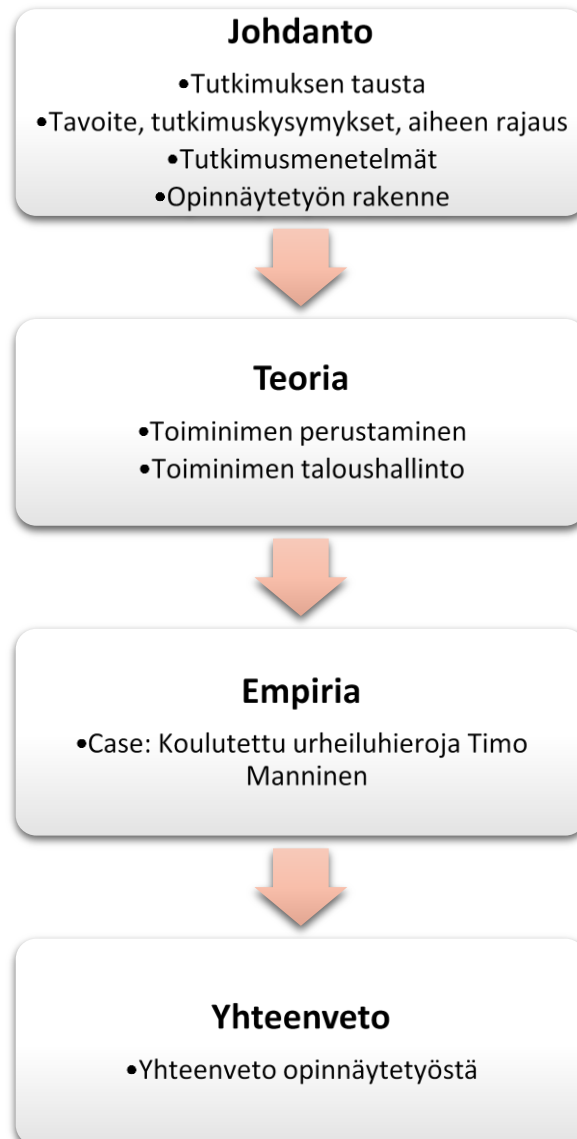 Johdanto
•Tutkimuksen tausta
•Tavoite, tutkimuskysymykset, aiheen rajaus
•Tutkimusmenetelmät
•Opinnäytetyön rakenne
Teoria
•Toiminimen perustaminen
•Toiminimen taloushallinto
Empiria
•Case: Koulutettu urheiluhieroja Timo
Manninen
Yhteenveto
•Yhteenveto opinnäytetyöstä